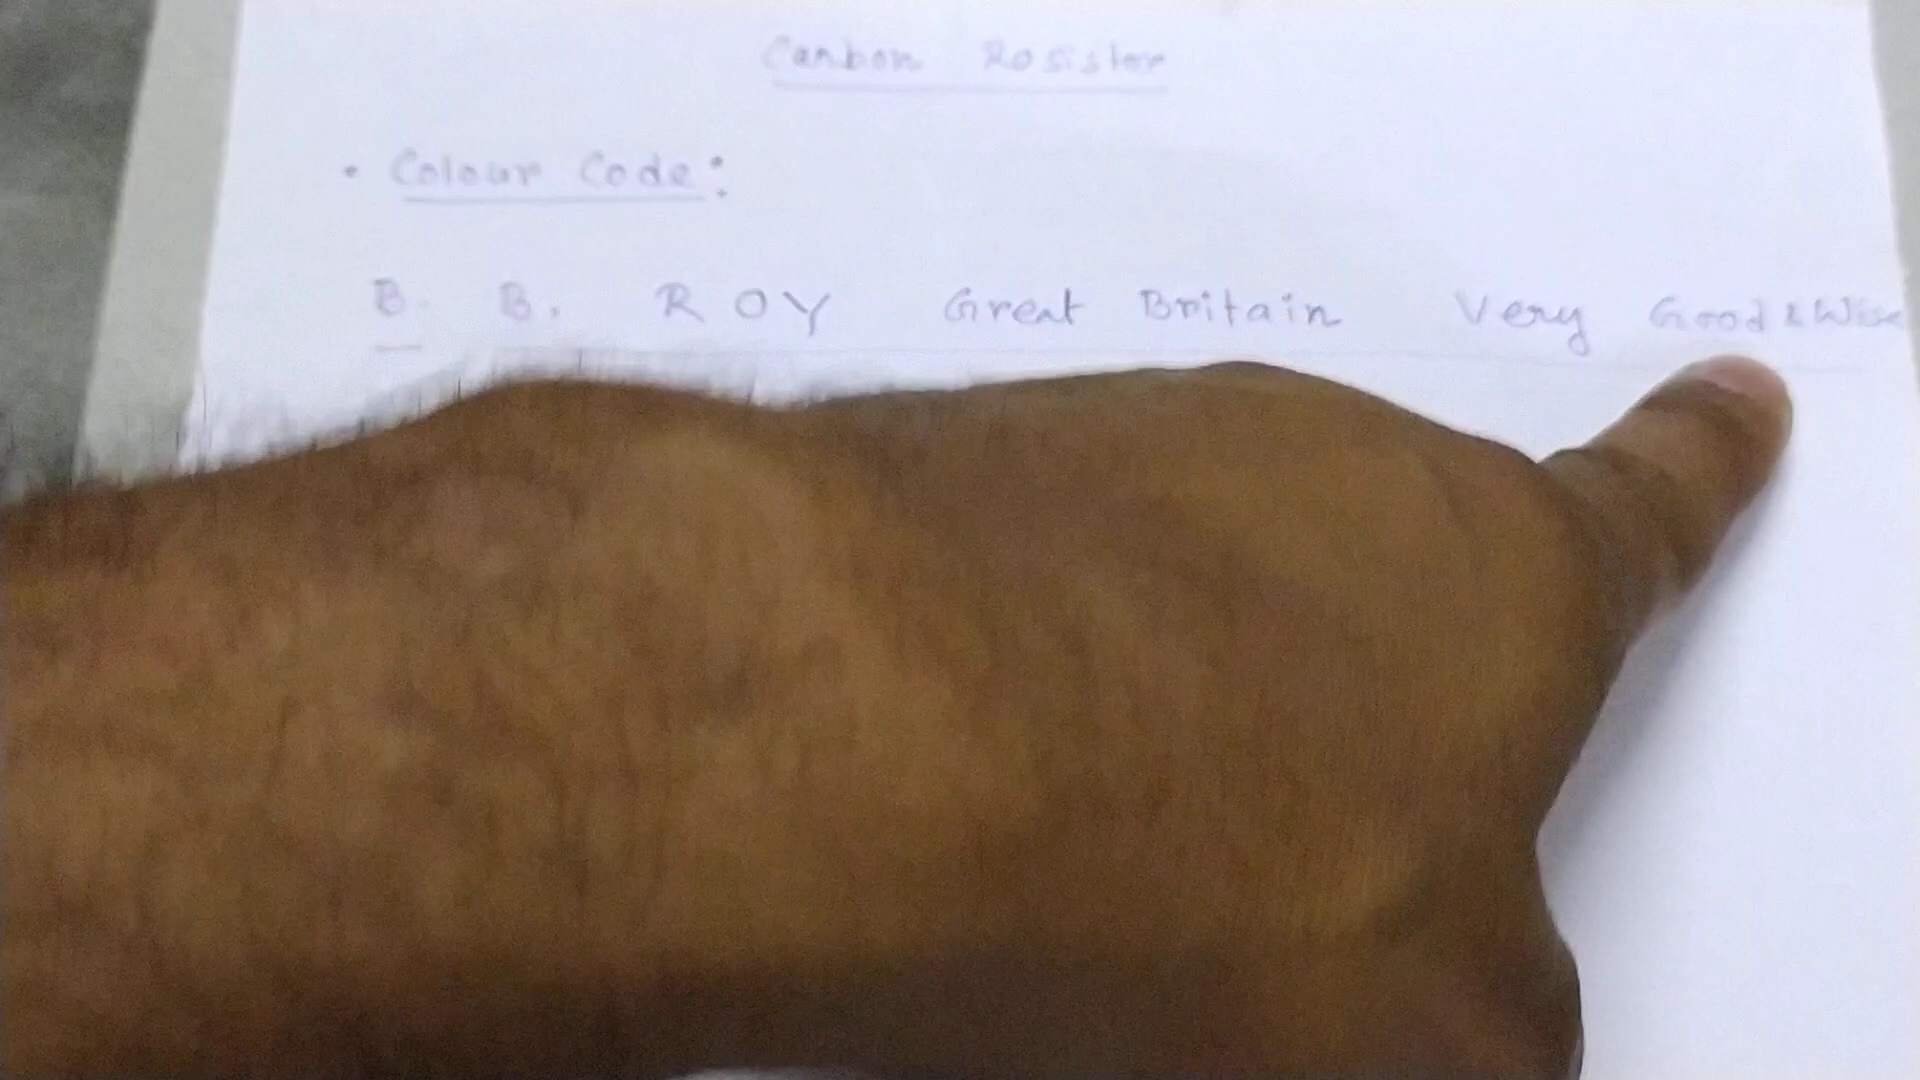 Carbon Resistor
• Colour Code:
B. B. ROY Great Britain Very Good & Wise